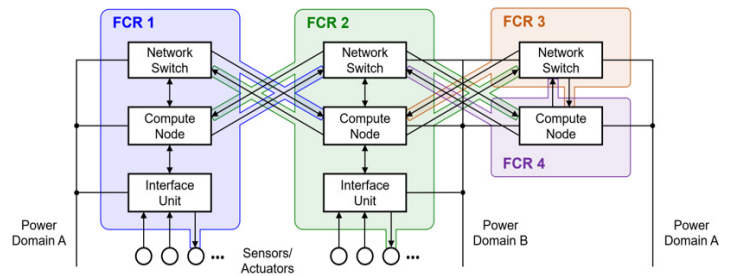 FCR 1
FCR 2
FCR 3
Network
Switch
Network
Switch
Network
Switch
Compute
Node
Compute
Node
Compute
Node
FCR 4
Interface
Unit
Interface
Unit
Power
Domain A
Sensors/
Actuators
...
...
Power
Domain B
Power
Domain A